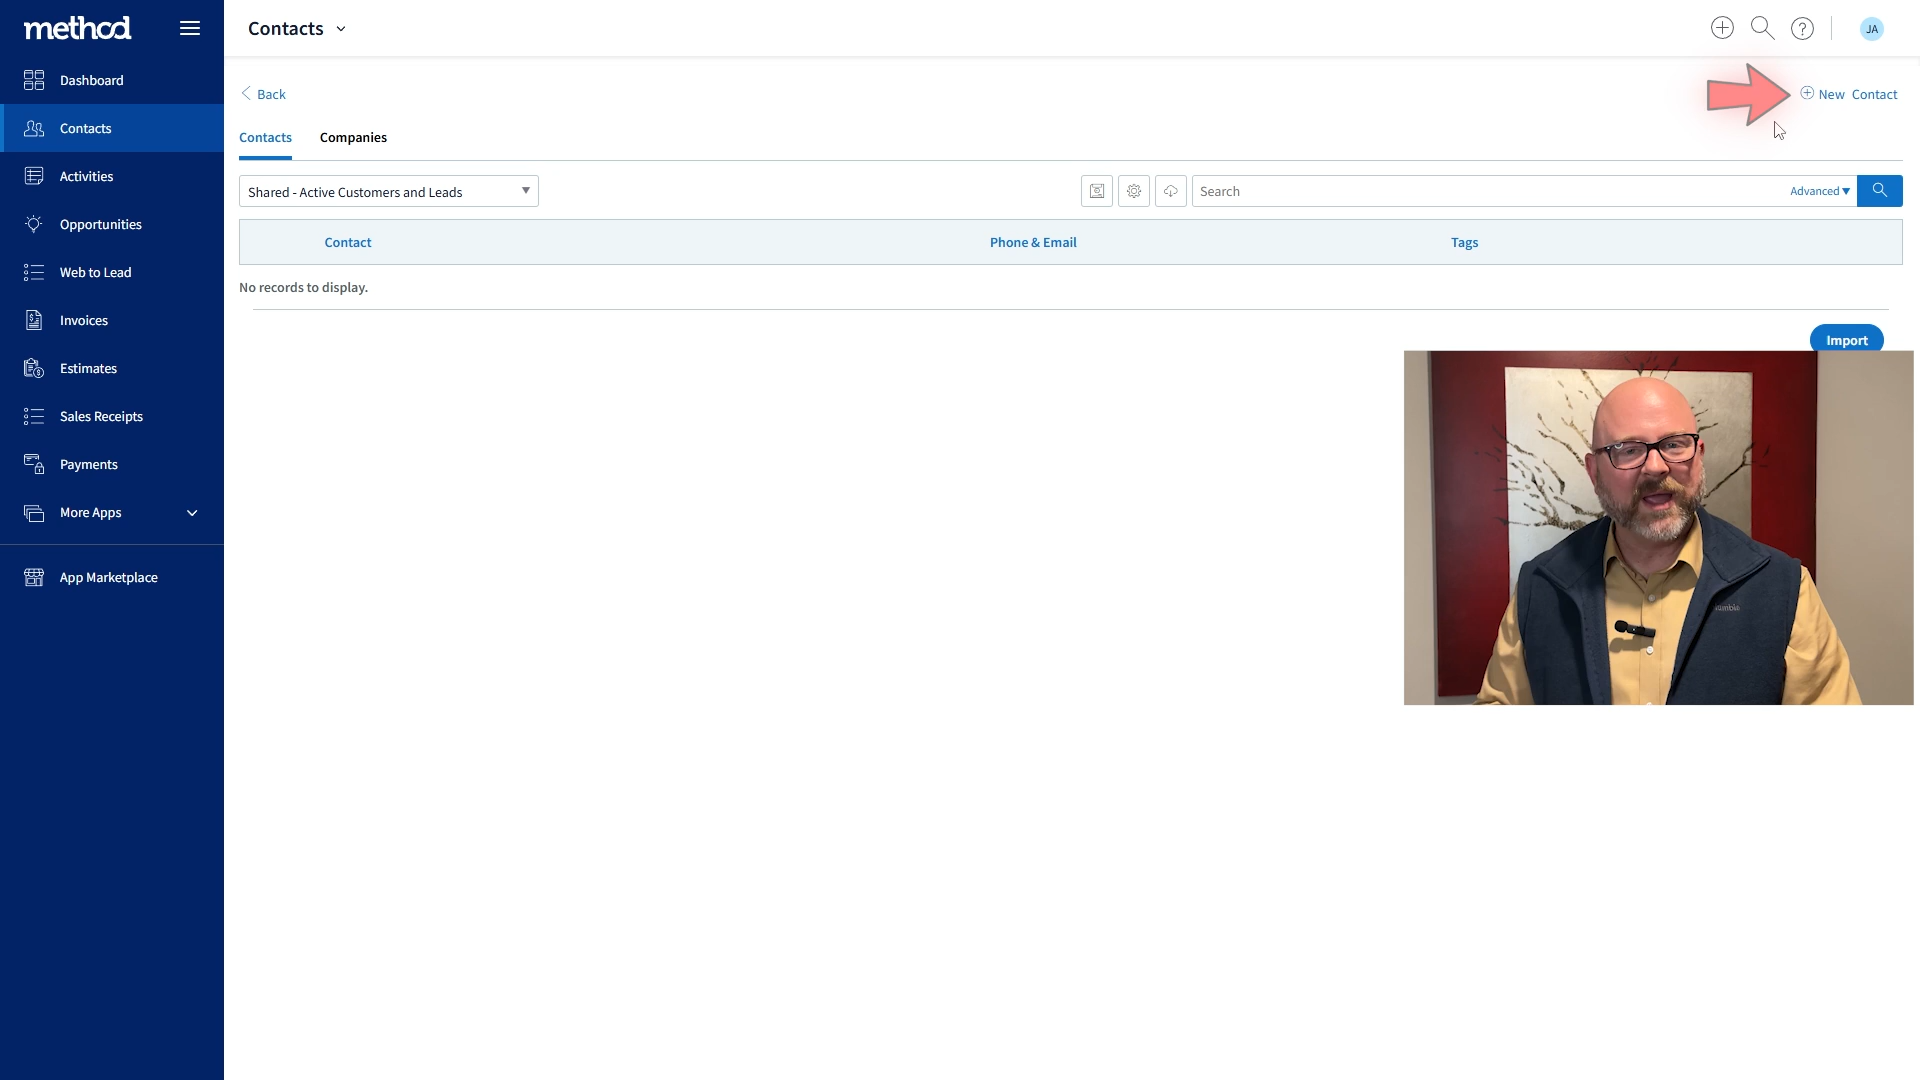 method
Contacts
JA
Dashboard
Contacts
Activities
Opportunities
Web to Lead
Invoices
Estimates
Sales Receipts
Payments
More Apps
App Marketplace
Back
New Contact
Contacts Companies
Shared - Active Customers and Leads
Search
Advanced
Contact Phone & Email Tags
No records to display.
Import